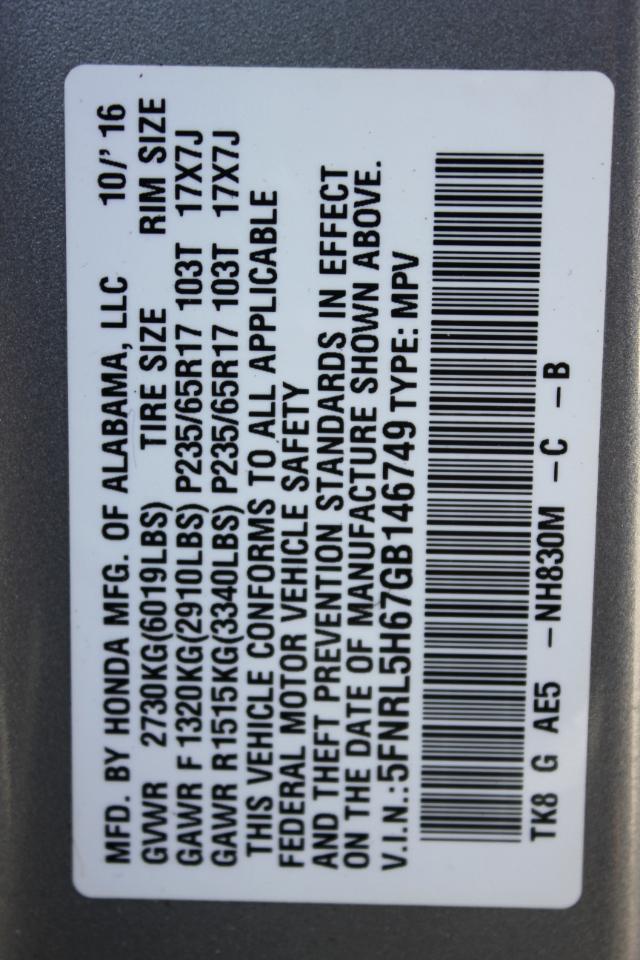 MFD. BY HONDA MFG. OF ALABAMA, LLC 10/' 16
GVWR 2730KG(6019LBS) TIRE SIZE RIM SIZE
GAWR F 1320KG(2910LBS) P235/65R17 103T 17X7J
GAWR R1515KG(3340LBS) P235/65R17 103T 17X7J
THIS VEHICLE CONFORMS TO ALL APPLICABLE
FEDERAL MOTOR VEHICLE SAFETY
AND THEFT PREVENTION STANDARDS IN EFFECT
ON THE DATE OF MANUFACTURE SHOWN ABOVE.
V.I.N.:5FNRL5H67GB146749 TYPE: MPV
TK8 G AE5 -NH830M -C -B